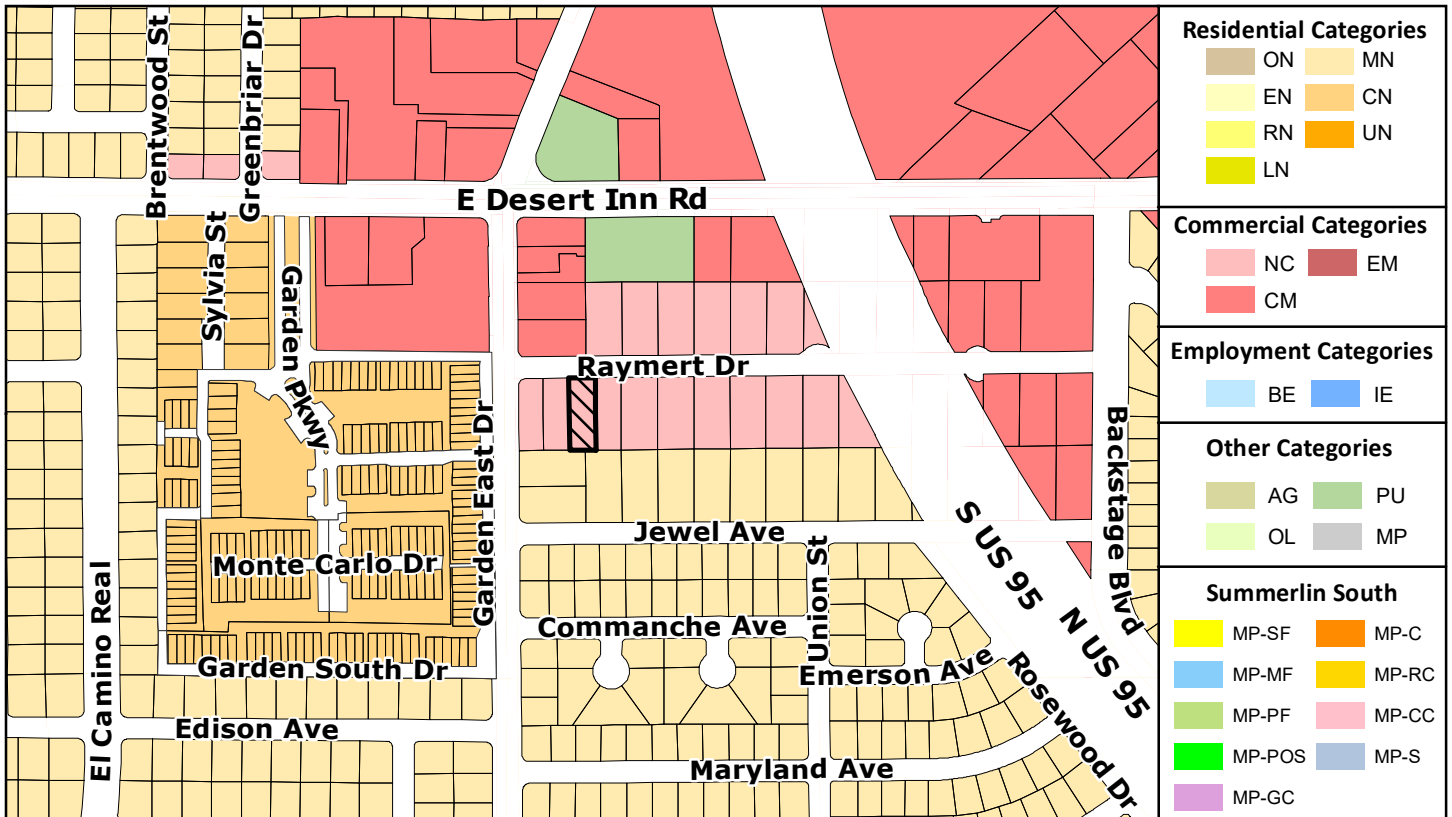 Brentwood St
Greenbriar Dr
E Desert Inn Rd
Sylvia St
Garden Pkwy
Raymert Dr
Garden East Dr
Backstage Blvd
Jewel Ave
S US 95
Monte Carlo Dr
Union St
El Camino Real
Commanche Ave
N US 95
Garden South Dr
Emerson Ave
Rosewood Dr
Edison Ave
Maryland Ave
Residential Categories
ON MN
EN CN
RN UN
LN
Commercial Categories
NC EM
CM
Employment Categories
BE IE
Other Categories
AG PU
OL MP
Summerlin South
MP-SF MP-C
MP-MF MP-RC
MP-PF MP-CC
MP-POS MP-S
MP-GC